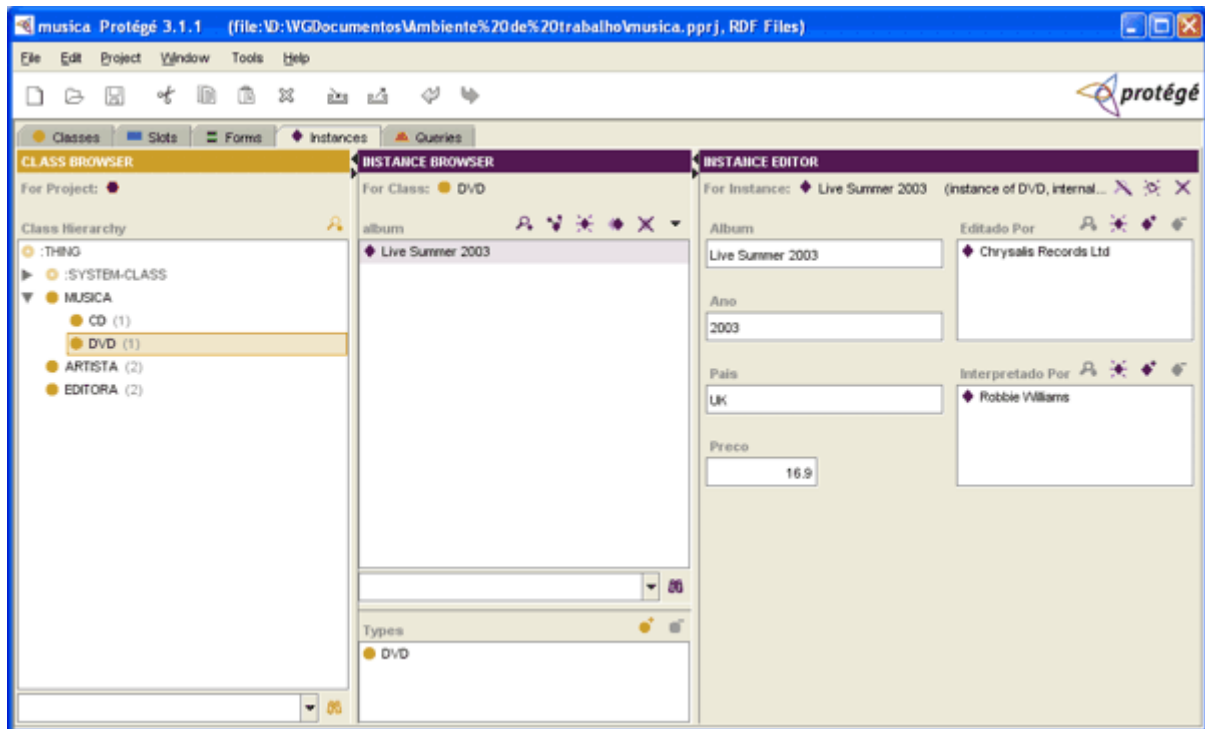 musica Protégé 3.1.1 (file:\D:\WGDocumentos\Ambiente%20de%20trabalho\musica.pprj, RDF Files)
File Edit Project Window Tools Help
protégé
Classes Slots Forms Instances Queries
CLASS BROWSER
For Project:
Class Hierarchy
:THING
:SYSTEM-CLASS
MUSICA
CD (1)
DVD (1)
ARTISTA (2)
EDITORA (2)
INSTANCE BROWSER
For Class: DVD
album
Live Summer 2003
Types
DVD
INSTANCE EDITOR
For Instance: Live Summer 2003 (instance of DVD, internal...
Album
Live Summer 2003
Ano
2003
Pais
UK
Preco
16.9
Editado Por
Chrysalis Records Ltd
Interpretado Por
Robbie Williams